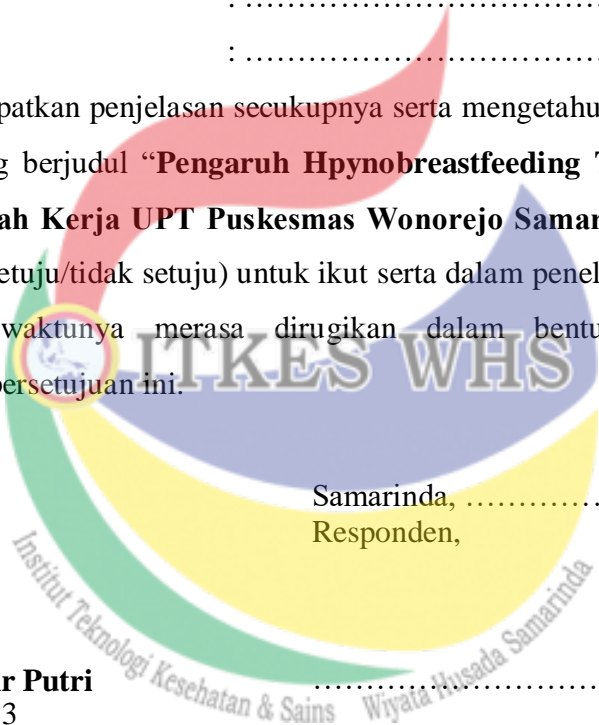 : ……………………………
: ……………………………
patkan penjelasan secukupnya serta mengetahu
g berjudul “Pengaruh Hpynobreastfeeding T
ah Kerja UPT Puskesmas Wonorejo Samar
etuju/tidak setuju) untuk ikut serta dalam penel
waktunya merasa dirugikan dalam bentu
persetujuan ini.
ITKES WHS
Samarinda, ……………
Responden,
Institut Teknologi Kesehatan & Sains Wiyata Husada Samarinda
r Putri ……………………
3